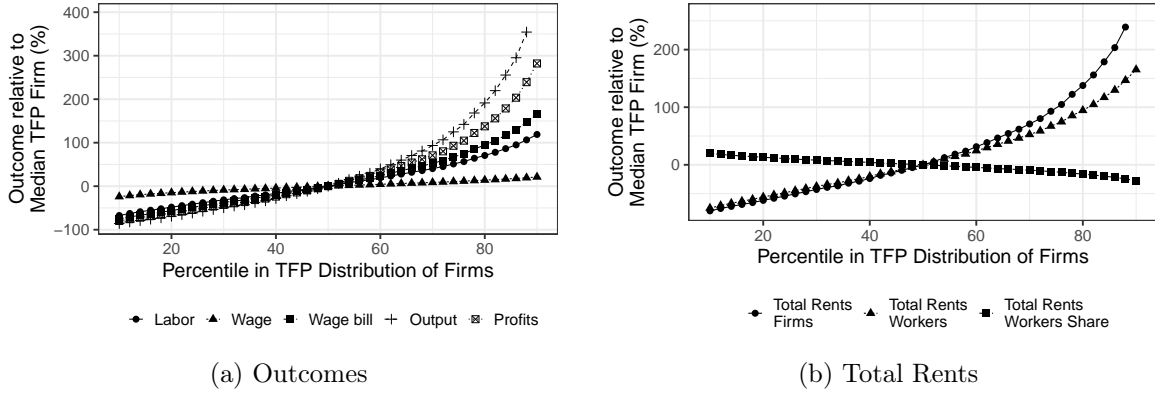 Outcome relative to
Median TFP Firm (%)
400
300
200
100
0
−100
20
40
60
80
Percentile in TFP Distribution of Firms
Labor
Wage
Wage bill
Output
Profits
(a) Outcomes
Outcome relative to
Median TFP Firm (%)
200
100
0
20
40
60
80
Percentile in TFP Distribution of Firms
Total Rents
Firms
Total Rents
Workers
Total Rents
Workers Share
(b) Total Rents